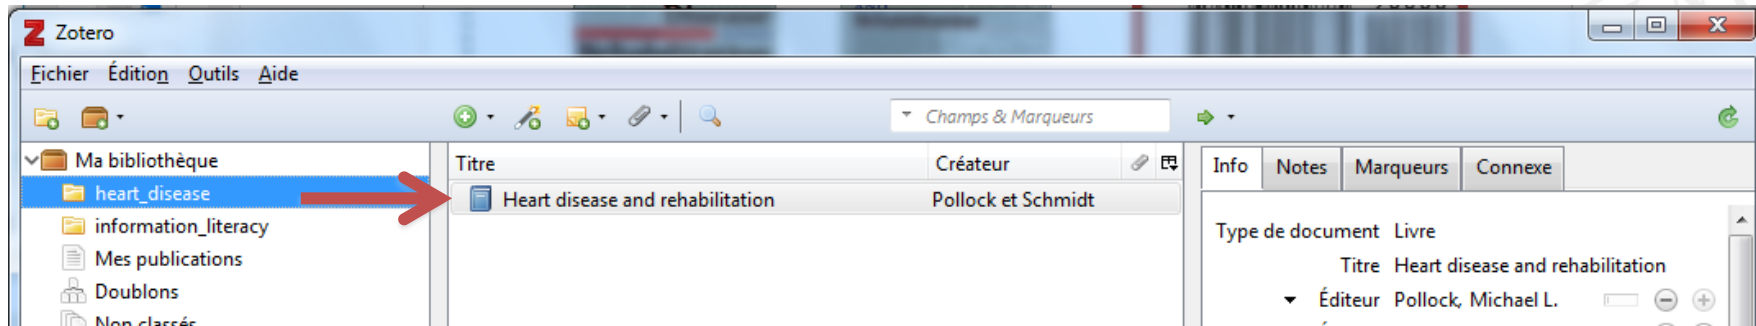 Zotero
Fichier Édition Outils Aide
Champs & Marqueurs
Ma bibliothèque
heart_disease
information_literacy
Mes publications
Doublons
Non classés
Titre Créateur
Heart disease and rehabilitation Pollock et Schmidt
Info Notes Marqueurs Connexe
Type de document Livre
Titre Heart disease and rehabilitation
Éditeur Pollock, Michael L.